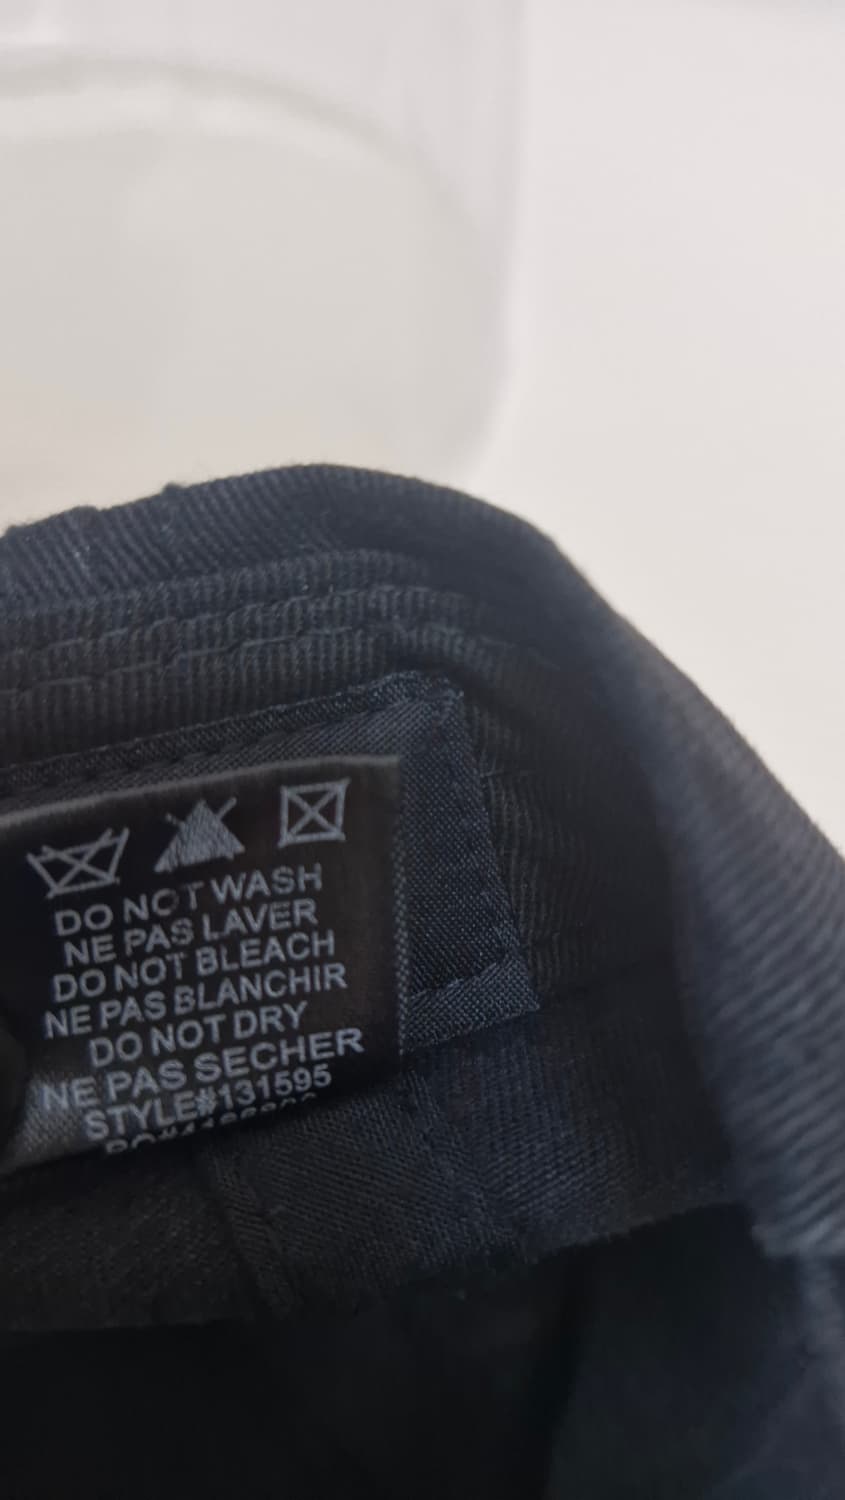 DO NOT WASH
NE PAS LAVER
DO NOT BLEACH
NE PAS BLANCHIR
DO NOT DRY
NE PAS SECHER
STYLE#131595